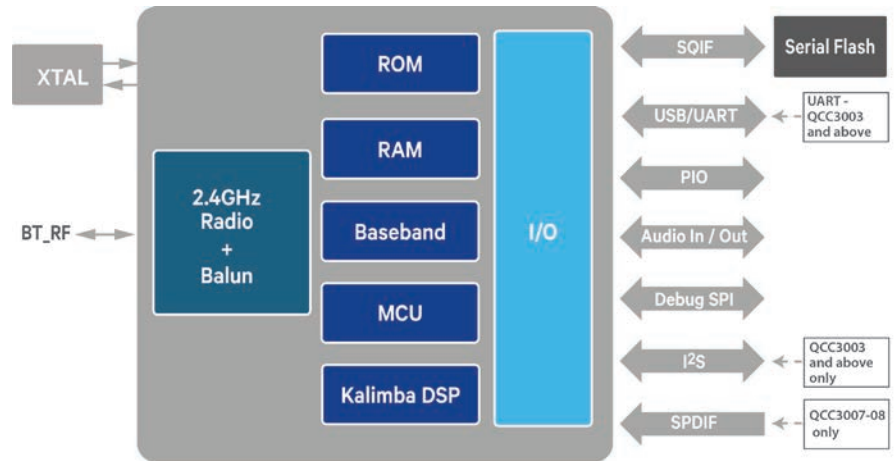 XTAL
BT_RF
2.4GHz
Radio
+
Balun
ROM
RAM
Baseband
MCU
Kalimba DSP
I/O
SQIF
Serial Flash
USB/UART
UART -
QCC3003
and above
PIO
Audio In / Out
Debug SPI
I²S
QCC3003
and above
only
SPDIF
QCC3007-08
only